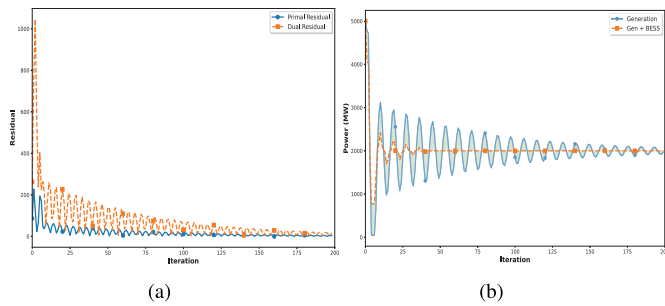 Primal Residual
Dual Residual
1000
800
600
400
200
0
Residual
0 25 50 75 100 125 150 175 200
Iteration
(a)
Generation
Gen + BESS
5000
4000
3000
2000
1000
0
Power (MW)
0 25 50 75 100 125 150 175 200
Iteration
(b)